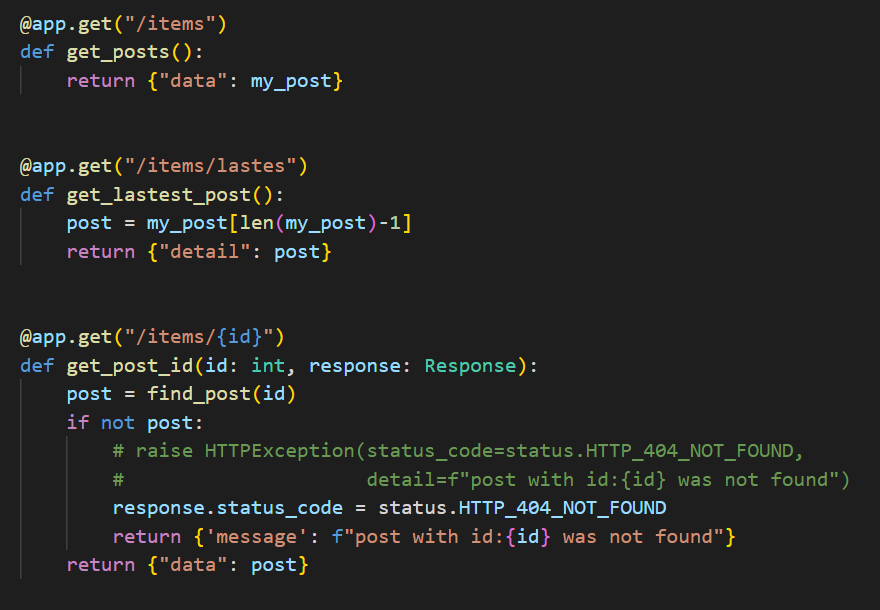 @app.get("/items")
def get_posts():
    return {"data": my_post}
@app.get("/items/lastes")
def get_lastest_post():
    post = my_post[len(my_post)-1]
    return {"detail": post}
@app.get("/items/{id}")
def get_post_id(id: int, response: Response):
    post = find_post(id)
    if not post:
        # raise HTTPException(status_code=status.HTTP_404_NOT_FOUND,
        #                     detail=f"post with id:{id} was not found")
        response.status_code = status.HTTP_404_NOT_FOUND
        return {'message': f"post with id:{id} was not found"}
    return {"data": post}